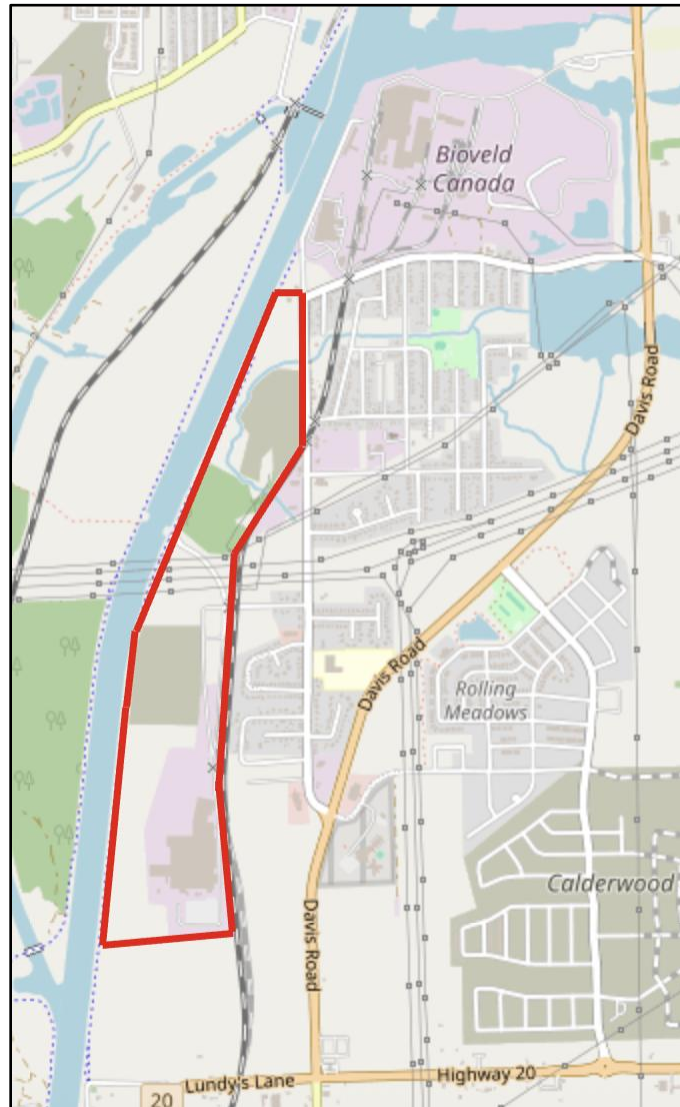 Bioveld
Canada
Davis Road
Davis Road
Rolling
Meadows
Calderwood
Davis Road
Lundy's Lane
Highway 20
20